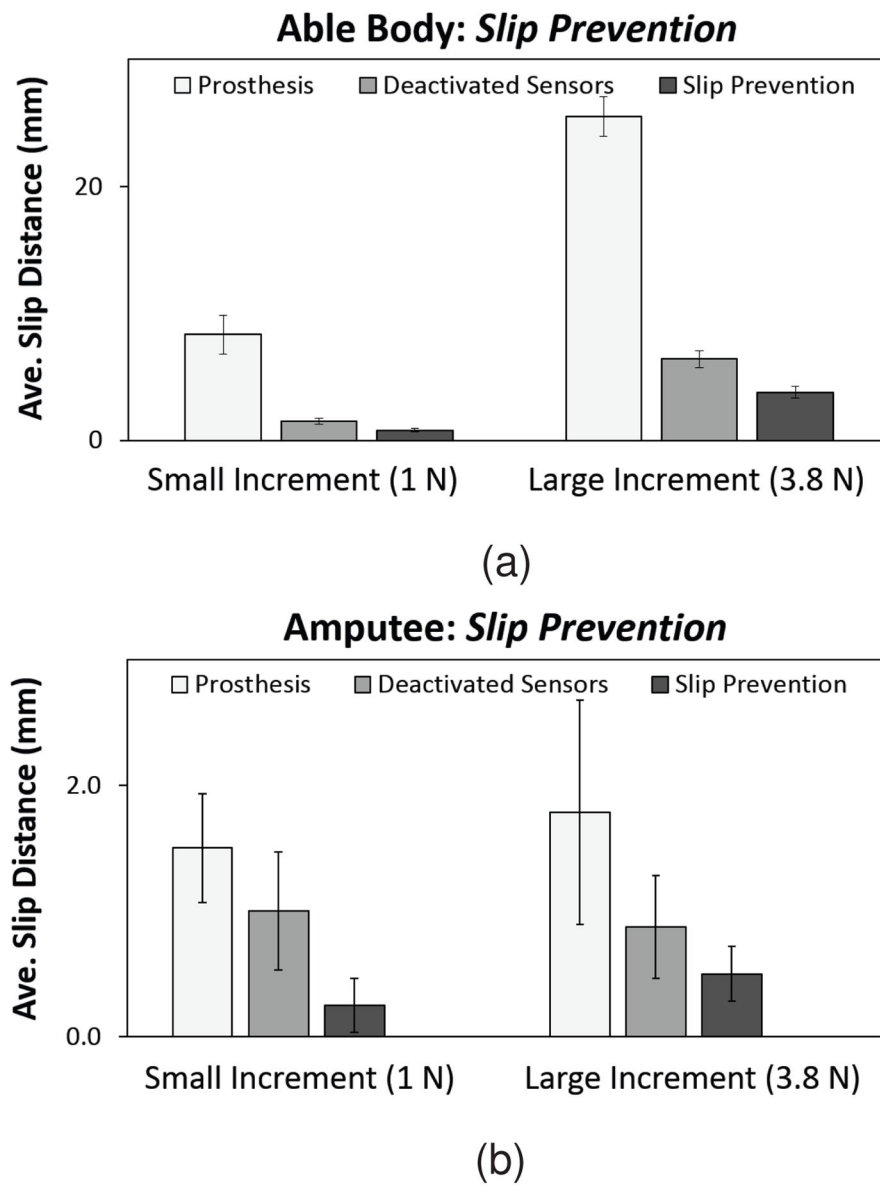 Able Body: Slip Prevention
Prosthesis Deactivated Sensors Slip Prevention
Ave. Slip Distance (mm)
20
0
Small Increment (1 N) Large Increment (3.8 N)
(a)
Amputee: Slip Prevention
Prosthesis Deactivated Sensors Slip Prevention
Ave. Slip Distance (mm)
2.0
0.0
Small Increment (1 N) Large Increment (3.8 N)
(b)